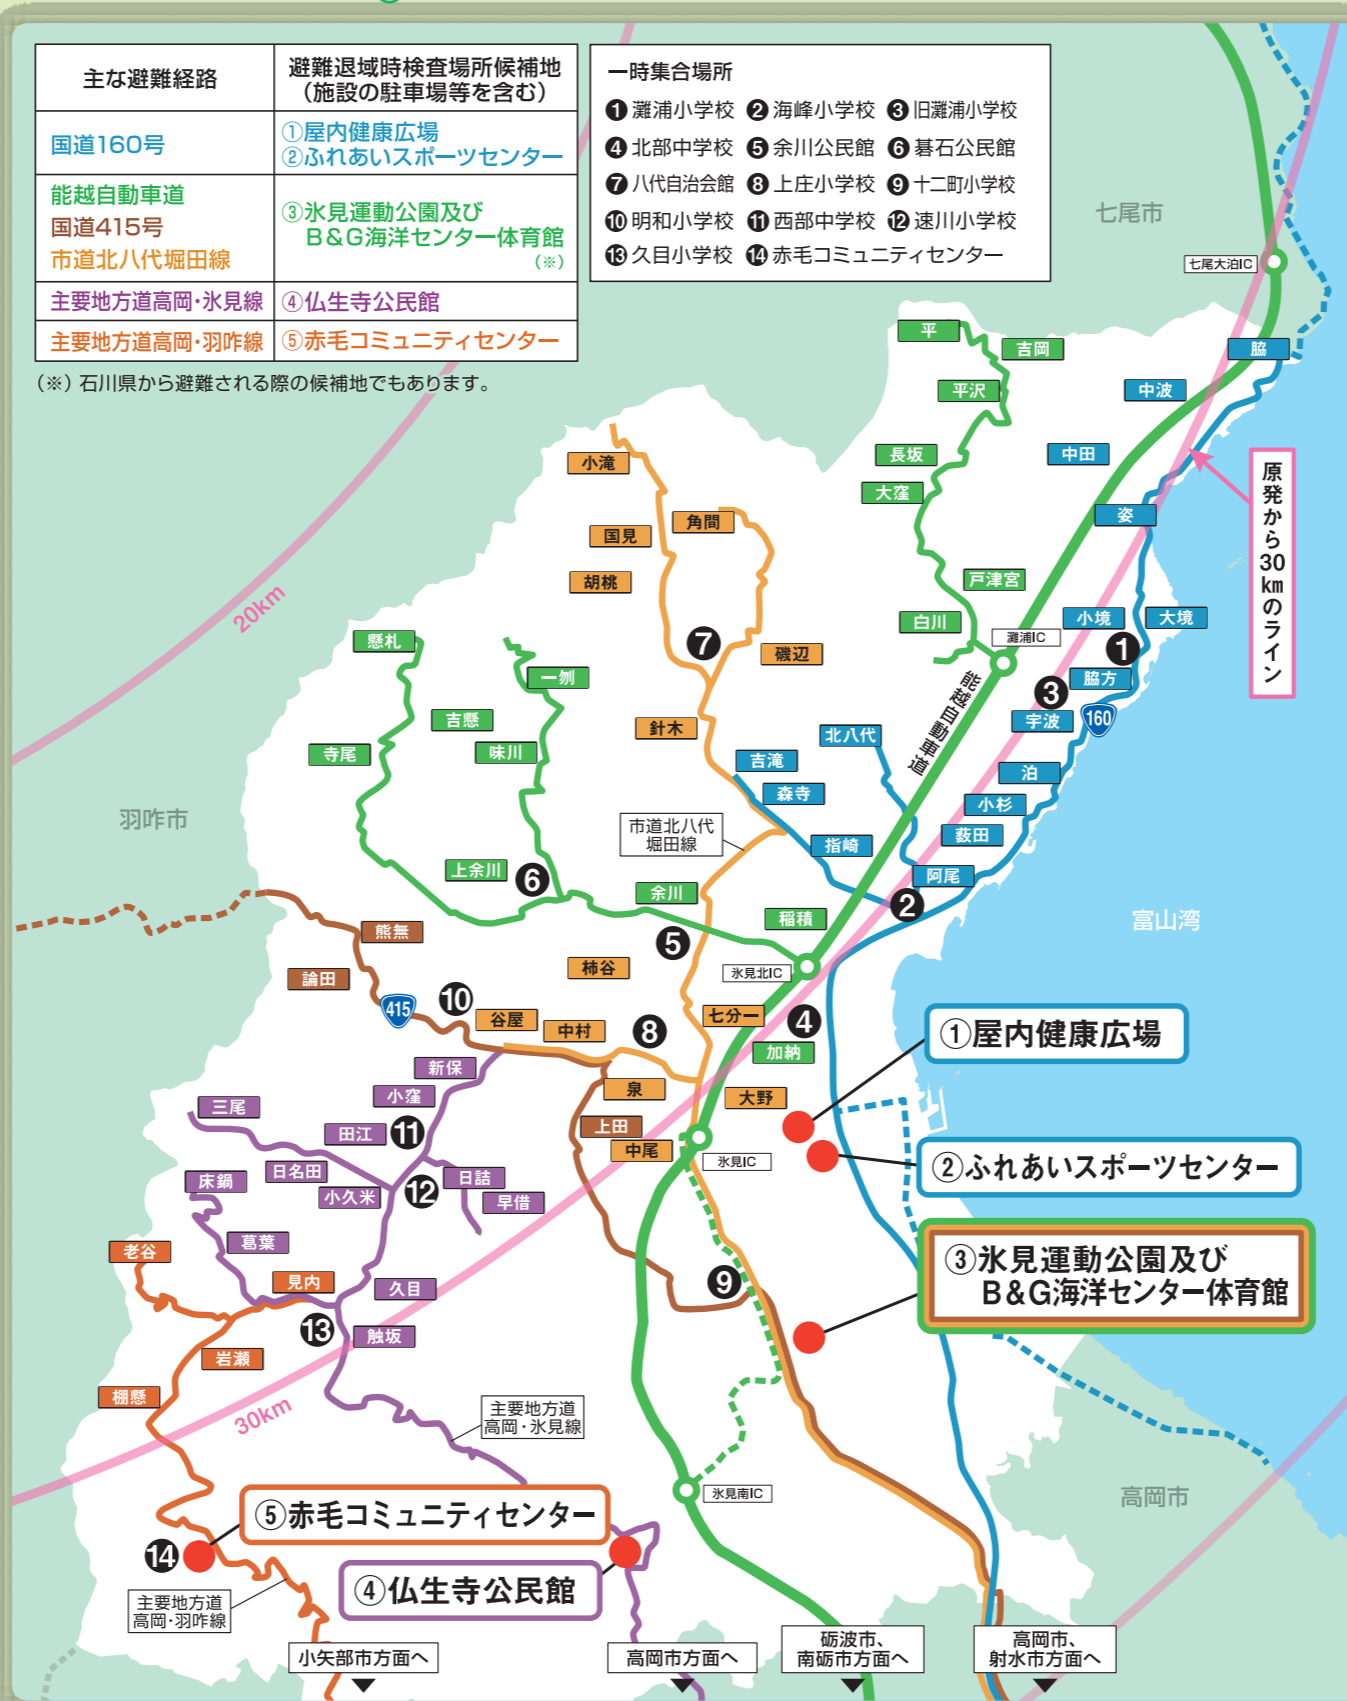 主な避難経路
避難退域時検査場所候補地
（施設の駐車場等を含む）
国道160号
①屋内健康広場
②ふれあいスポーツセンター
能越自動車道
国道415号
市道北八代堀田線
③氷見運動公園及び
B＆G海洋センター体育館
（※）
主要地方道高岡・氷見線
④仏生寺公民館
主要地方道高岡・羽咋線
⑤赤毛コミュニティセンター
（※）石川県から避難される際の候補地でもあります。
一時集合場所
❶灘浦小学校 ❷海峰小学校 ❸旧灘浦小学校
❹北部中学校 ❺余川公民館 ❻碁石公民館
❼八代自治会館 ❽上庄小学校 ❾十二町小学校
❿明和小学校 ⓫西部中学校 ⓬速川小学校
⓭久目小学校 ⓮赤毛コミュニティセンター
七尾市
七尾大泊IC
平
吉岡
脇
平沢
中波
長坂
中田
小滝
大窪
姿
原発から30㎞のライン
国見
角間
胡桃
戸津宮
20km
白川
灘浦IC
小境
大境
❶
懸札
❼
磯辺
一刎
脇方
❸
能越自動車道
吉懸
針木
宇波
160
寺尾
味川
北八代
吉滝
泊
森寺
小杉
羽咋市
市道北八代
堀田線
指崎
薮田
上余川
❻
余川
阿尾
❷
稲積
富山湾
熊無
❺
論田
柿谷
氷見北IC
415
❿
谷屋
中村
❽
七分一
❹
①屋内健康広場
加納
新保
小窪
泉
大野
三尾
田江
⓫
上田
中尾
氷見IC
②ふれあいスポーツセンター
床鍋
日名田
小久米
⓬
日詰
早借
老谷
葛葉
③氷見運動公園及び
B＆G海洋センター体育館
見内
久目
❾
⓭
触坂
岩瀬
棚懸
30km
主要地方道
高岡・氷見線
氷見南IC
高岡市
⑤赤毛コミュニティセンター
⓮
④仏生寺公民館
主要地方道
高岡・羽咋線
小矢部市方面へ
高岡市方面へ
砺波市、
南砺市方面へ
高岡市、
射水市方面へ